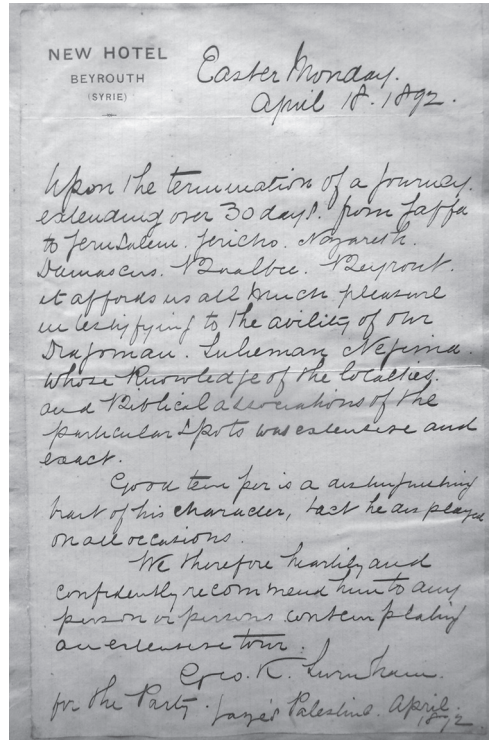 NEW HOTEL
BEYROUTH
(SYRIE)
Easter Monday.
April 18. 1892.
Upon the termination of a journey.
extending over 30 days. from Jaffa
to Jerusalem. Jericho. Nazareth.
Damascus. Baalbec. Beyrout.
it affords us all much pleasure
in testifying to the ability of our
Dragoman. Sulieman
whose knowledge of the localties.
and Biblical associations of the
particular spots was extensive and
exact.
Good temper is a distinguishing
trait of his character, tact he displayed
on all occasions.
We therefore heartily and
confidently recommend him to any
person or persons contemplating
an extensive tour.
Geo. K.
for the Party. Palestine. April.
1892